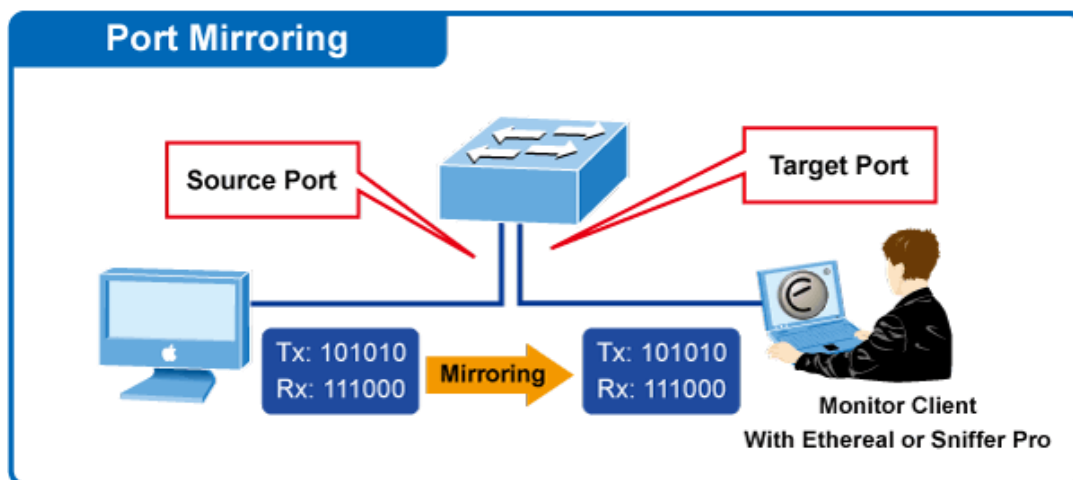 Port Mirroring
Source Port
Target Port
Tx: 101010
Rx: 111000
Mirroring
Tx: 101010
Rx: 111000
Monitor Client
With Ethereal or Sniffer Pro